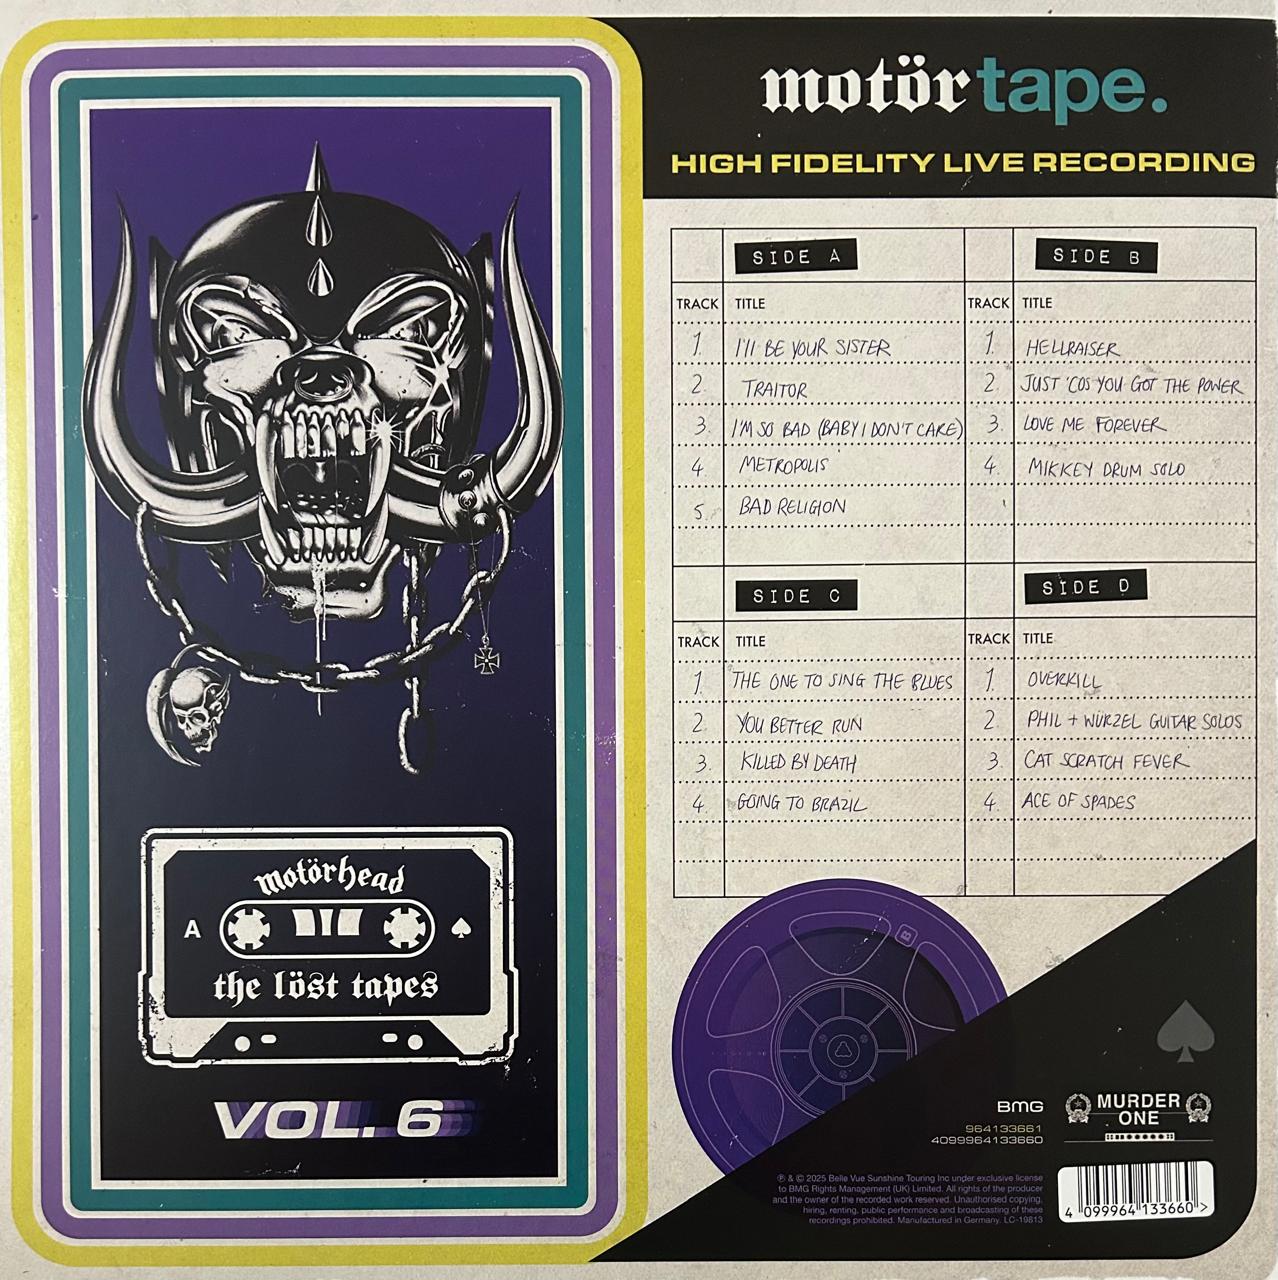 motörtape.
HIGH FIDELITY LIVE RECORDING
SIDE A
TRACK TITLE
1. I'll BE YOUR SISTER
2. TRAITOR
3. I'M SO BAD (BABY I DON'T CARE)
4. METROPOLIS
5. BAD RELIGION
SIDE B
TRACK TITLE
1. HELLRAISER
2. JUST 'COS YOU GOT THE POWER
3. LOVE ME FOREVER
4. MIKKEY DRUM SOLO
SIDE C
TRACK TITLE
1. THE ONE TO SING THE BLUES
2. YOU BETTER RUN
3. KILLED BY DEATH
4. GOING TO BRAZIL
SIDE D
TRACK TITLE
1. OVERKILL
2. PHIL + WÜRZEL GUITAR SOLOS
3. CAT SCRATCH FEVER
4. ACE OF SPADES
motörhead
A
the löst tapes
VOL. 6
B
BMG
964133661
4099964133660
MURDER
ONE
℗ & © 2025 Belle Vue Sunshine Touring Inc under exclusive license
to BMG Rights Management (UK) Limited. All rights of the producer
and the owner of the recorded work reserved. Unauthorised copying,
hiring, renting, public performance and broadcasting of these
recordings prohibited. Manufactured in Germany. LC-19813
4 099964 133660 >